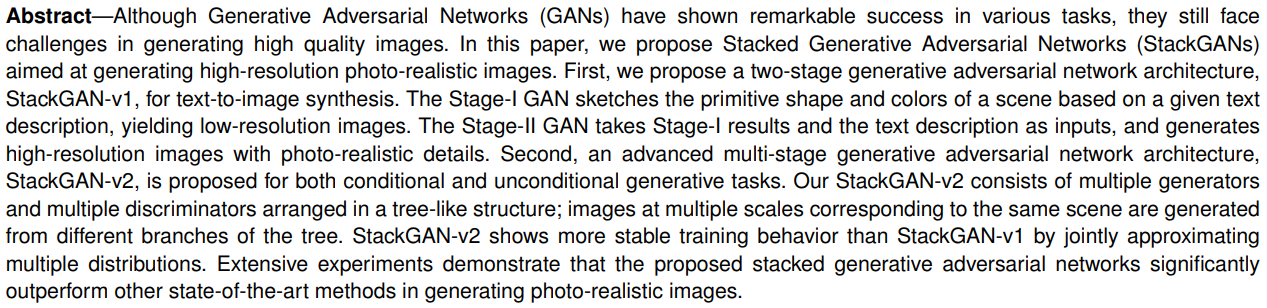 Abstract—Although Generative Adversarial Networks (GANs) have shown remarkable success in various tasks, they still face
challenges in generating high quality images. In this paper, we propose Stacked Generative Adversarial Networks (StackGANs)
aimed at generating high-resolution photo-realistic images. First, we propose a two-stage generative adversarial network architecture,
StackGAN-v1, for text-to-image synthesis. The Stage-I GAN sketches the primitive shape and colors of a scene based on a given text
description, yielding low-resolution images. The Stage-II GAN takes Stage-I results and the text description as inputs, and generates
high-resolution images with photo-realistic details. Second, an advanced multi-stage generative adversarial network architecture,
StackGAN-v2, is proposed for both conditional and unconditional generative tasks. Our StackGAN-v2 consists of multiple generators
and multiple discriminators arranged in a tree-like structure; images at multiple scales corresponding to the same scene are generated
from different branches of the tree. StackGAN-v2 shows more stable training behavior than StackGAN-v1 by jointly approximating
multiple distributions. Extensive experiments demonstrate that the proposed stacked generative adversarial networks significantly
outperform other state-of-the-art methods in generating photo-realistic images.